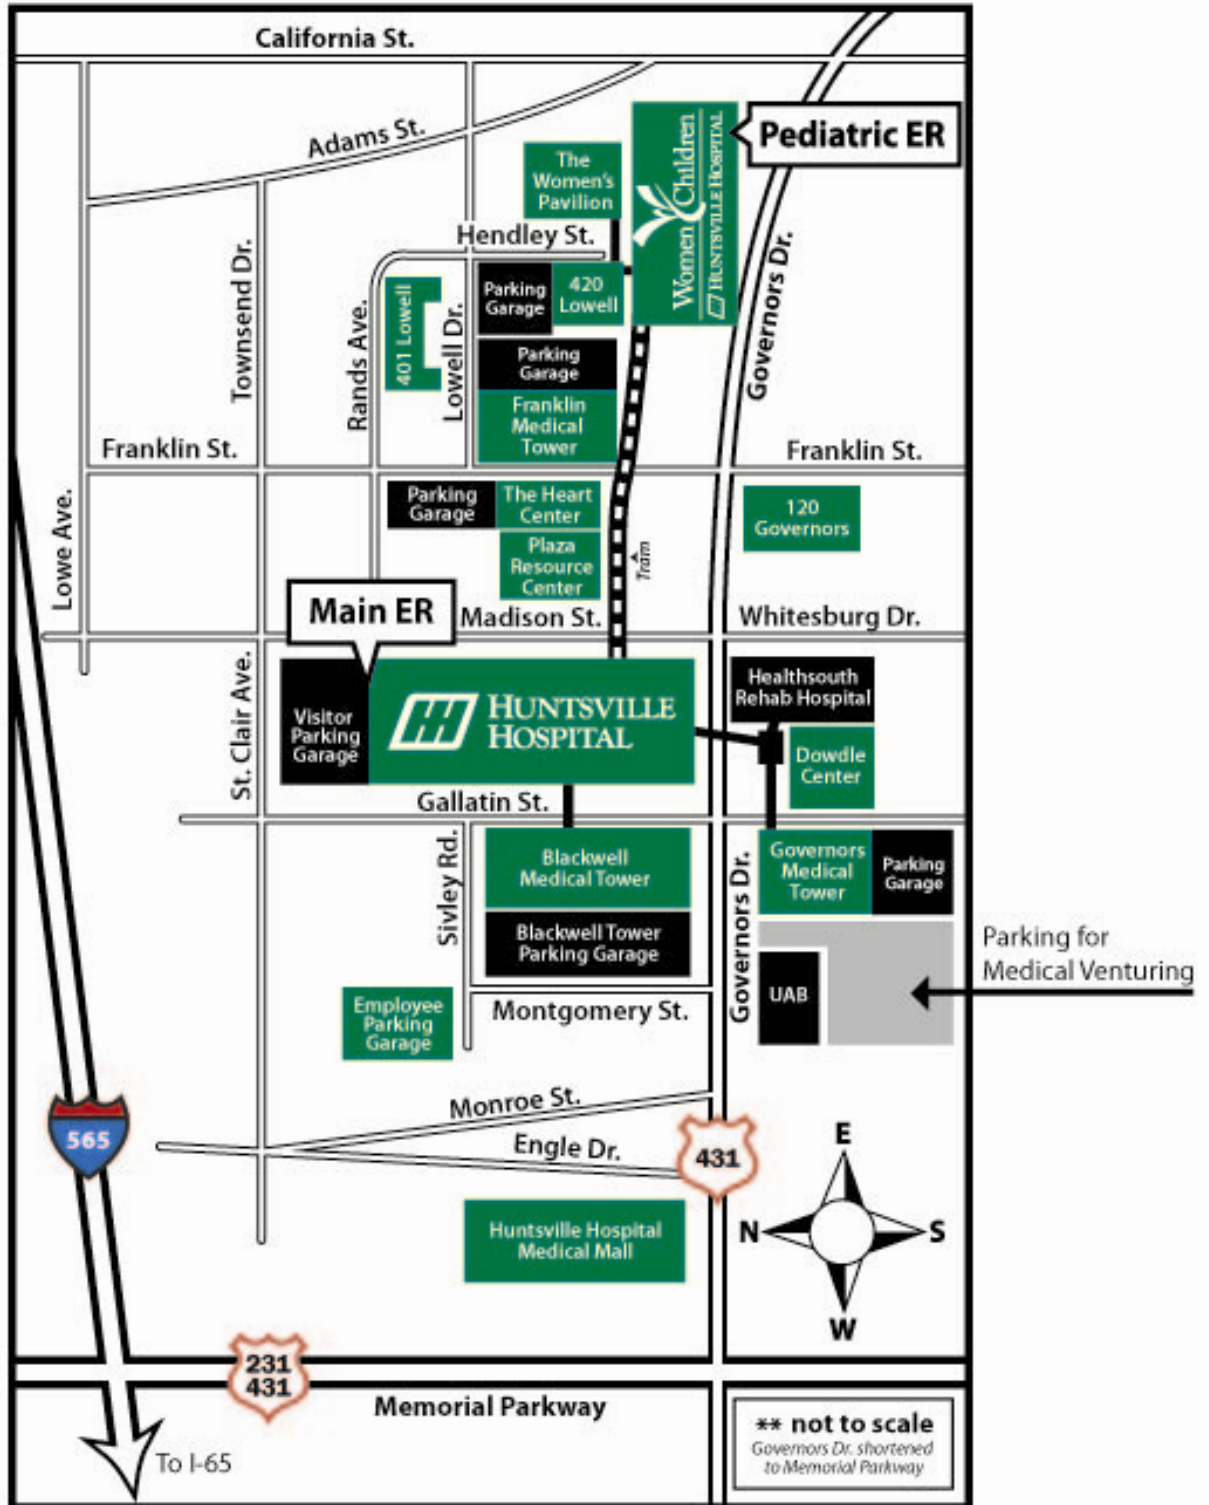 California St.
Adams St.
Pediatric ER
The
Women's
Pavilion
Women Children
HUNTSVILLE HOSPITAL
Hendley St.
Townsend Dr.
Rands Ave.
401 Lowell
Lowell Dr.
Parking
Garage
420
Lowell
Parking
Garage
Franklin
Medical
Tower
Governors Dr.
Franklin St.
Franklin St.
Lowe Ave.
Parking
Garage
The Heart
Center
Plaza
Resource
Center
Tram
120
Governors
Main ER
Madison St.
Whitesburg Dr.
St. Clair Ave.
Visitor
Parking
Garage
HUNTSVILLE
HOSPITAL
Healthsouth
Rehab Hospital
Dowdle
Center
Gallatin St.
Sivley Rd.
Blackwell
Medical Tower
Blackwell Tower
Parking Garage
Governors Dr.
Governors
Medical
Tower
Parking
Garage
Parking for
Medical Venturing
UAB
Employee
Parking
Garage
Montgomery St.
Monroe St.
Engle Dr.
565
431
E
N
S
W
Huntsville Hospital
Medical Mall
231
431
Memorial Parkway
To I-65
** not to scale
Governors Dr. shortened
to Memorial Parkway